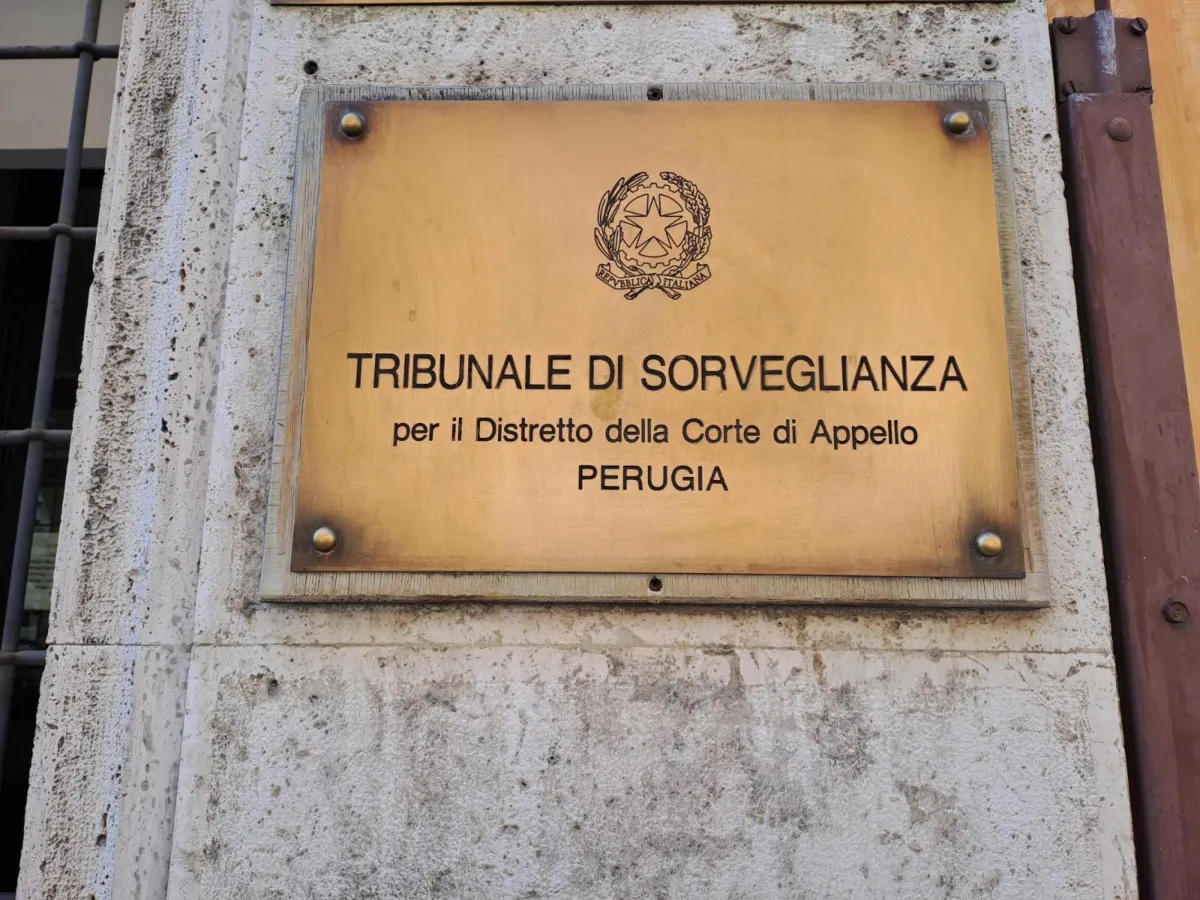 REPVBBLICA ITALIANA
TRIBUNALE DI SORVEGLIANZA
per il Distretto della Corte di Appello
PERUGIA